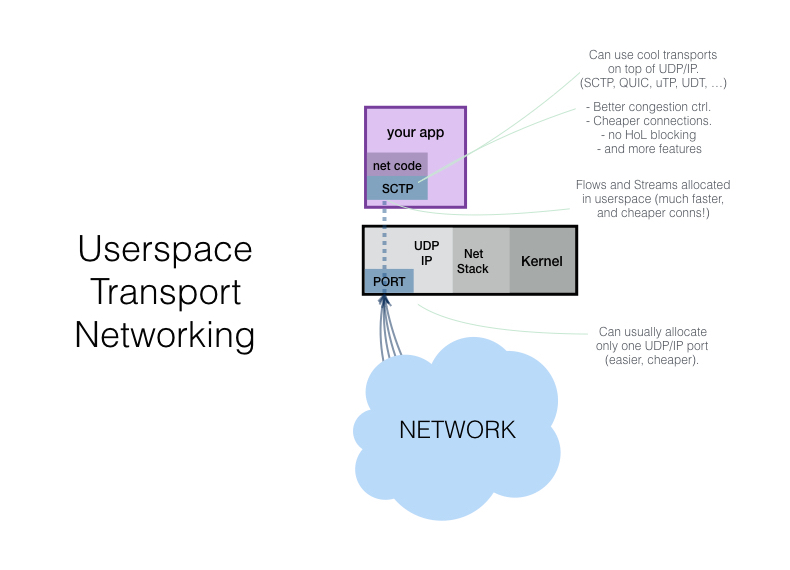 Userspace
Transport
Networking
your app
net code
SCTP
UDP
IP
PORT
Net
Stack
Kernel
NETWORK
Can use cool transports
on top of UDP/IP.
(SCTP, QUIC, uTP, UDT, …)
- Better congestion ctrl.
- Cheaper connections.
- no HoL blocking
- and more features
Flows and Streams allocated
in userspace (much faster,
and cheaper conns!)
Can usually allocate
only one UDP/IP port
(easier, cheaper).